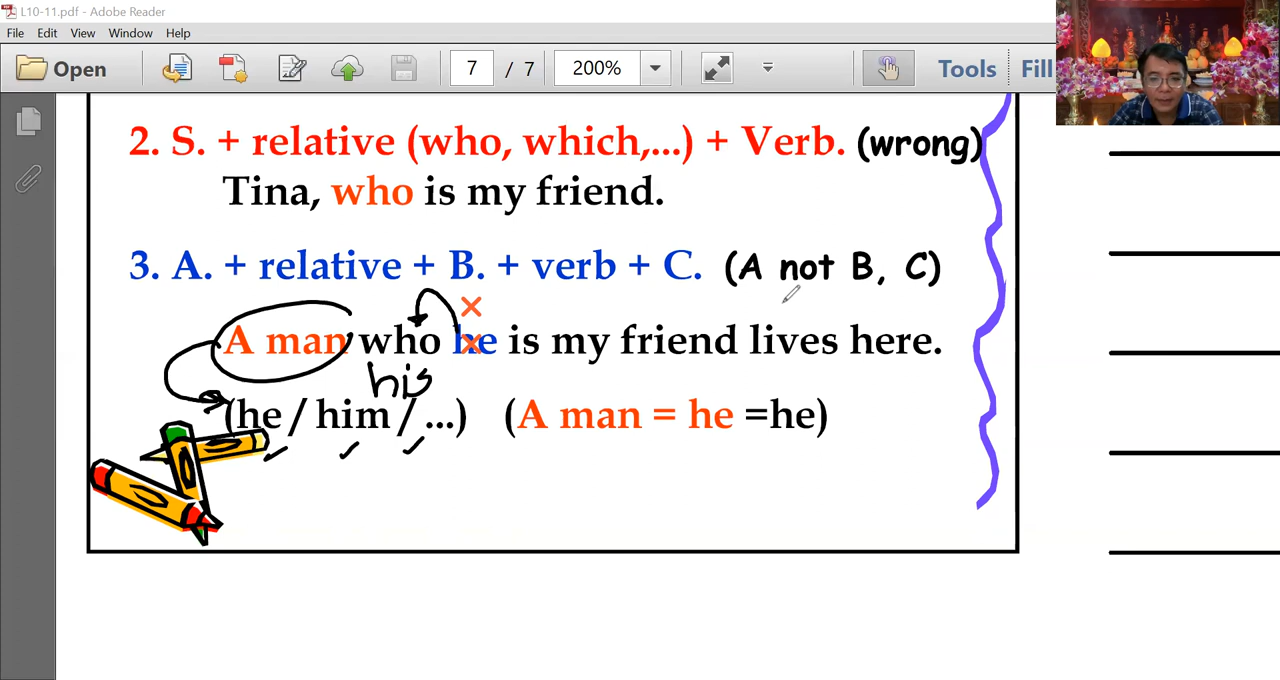 L10-11.pdf - Adobe Reader
File Edit View Window Help
Open 7 / 7 200% Tools Fill
2. S. + relative (who, which,...) + Verb. (wrong)
Tina, who is my friend.
3. A. + relative + B. + verb + C. (A not B, C)
A man who he is my friend lives here.
his
(he / him / ...) (A man = he =he)